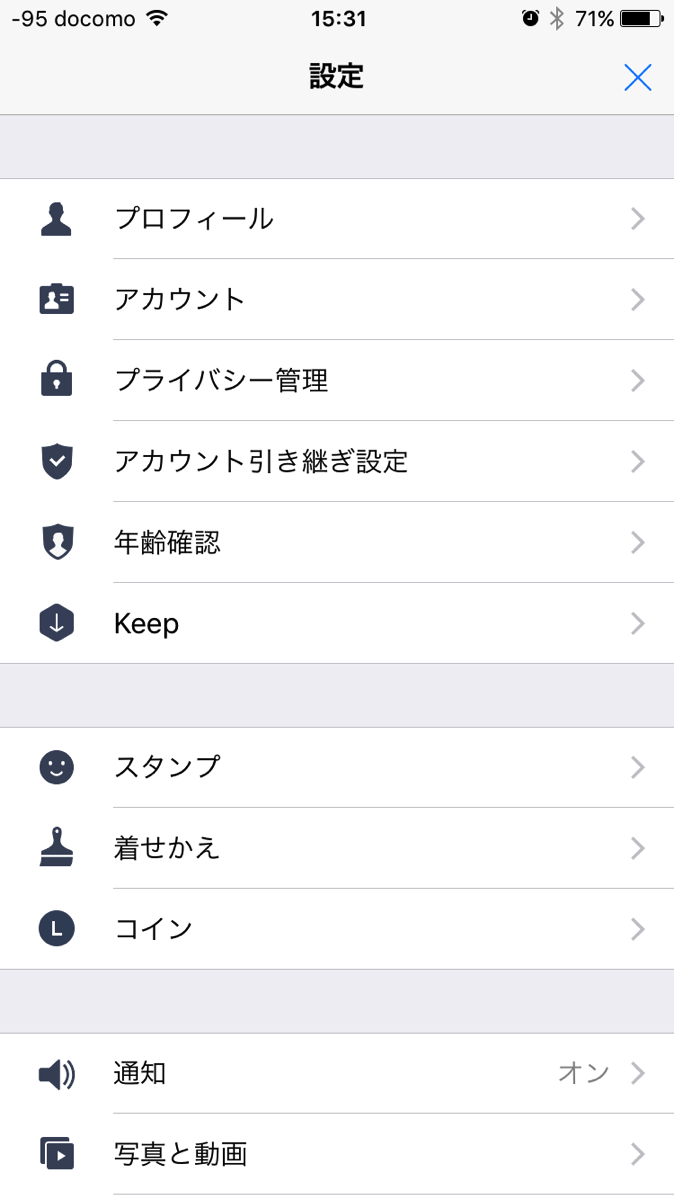 -95 docomo 15:31 71%
設定
プロフィール
アカウント
プライバシー管理
アカウント引き継ぎ設定
年齢確認
Keep
スタンプ
着せかえ
L コイン
通知 オン
写真と動画